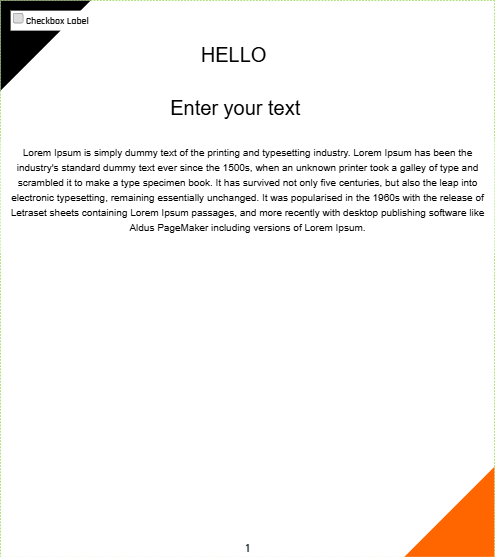 Checkbox Label
HELLO
Enter your text
Lorem Ipsum is simply dummy text of the printing and typesetting industry. Lorem Ipsum has been the
industry's standard dummy text ever since the 1500s, when an unknown printer took a galley of type and
scrambled it to make a type specimen book. It has survived not only five centuries, but also the leap into
electronic typesetting, remaining essentially unchanged. It was popularised in the 1960s with the release of
Letraset sheets containing Lorem Ipsum passages, and more recently with desktop publishing software like
Aldus PageMaker including versions of Lorem Ipsum.
1